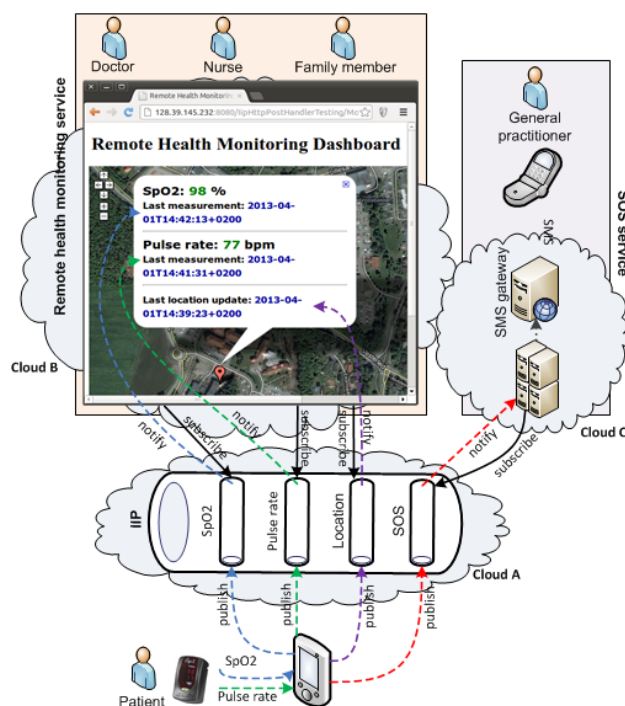 Doctor
Nurse
Family member
Remote Health Monitoring
128.39.145.232:8080/iipHttpPostHandlerTesting/Mo
Remote Health Monitoring Dashboard
SpO2: 98 %
Last measurement: 2013-04-
01T14:42:13+0200
Pulse rate: 77 bpm
Last measurement: 2013-04-
01T14:41:31+0200
Last location update: 2013-04-
01T14:39:23+0200
Remote health monitoring service
Cloud B
General
practitioner
SMS
SOS service
SMS gateway
Cloud C
notify
subscribe
notify
subscribe
subscribe
notify
notify
subscribe
IIP
SpO2
Pulse rate
Location
SOS
Cloud A
publish
publish
publish
publish
SpO2
Patient
Pulse rate